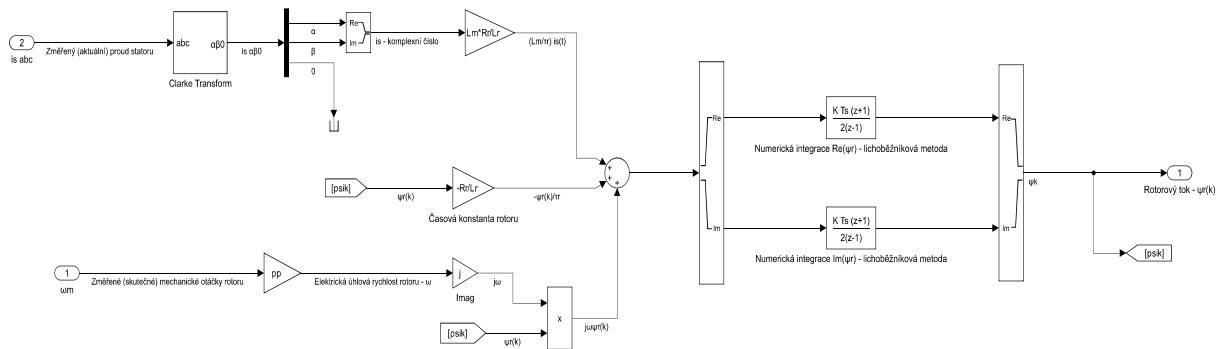 2
is abc
Změřený (aktuální) proud statoru
abc
αβ0
Clarke Transform
is αβ0
α
β
0
Re
Im
is - komplexní číslo
Lm*Rr/Lr
(Lm/τr) is(t)
[psik]
ψr(k)
-Rr/Lr
Časová konstanta rotoru
-ψr(k)/τr
+
+
+
1
ωm
Změřené (skutečné) mechanické otáčky rotoru
pp
Elektrická úhlová rychlost rotoru - ω
j
Imag
jω
[psik]
ψr(k)
x
jωψr(k)
Re
Im
K Ts (z+1)
2(z-1)
Numerická integrace Re(ψr) - lichoběžníková metoda
K Ts (z+1)
2(z-1)
Numerická integrace Im(ψr) - lichoběžníková metoda
Re
Im
ψk
1
Rotorový tok - ψr(k)
[psik]